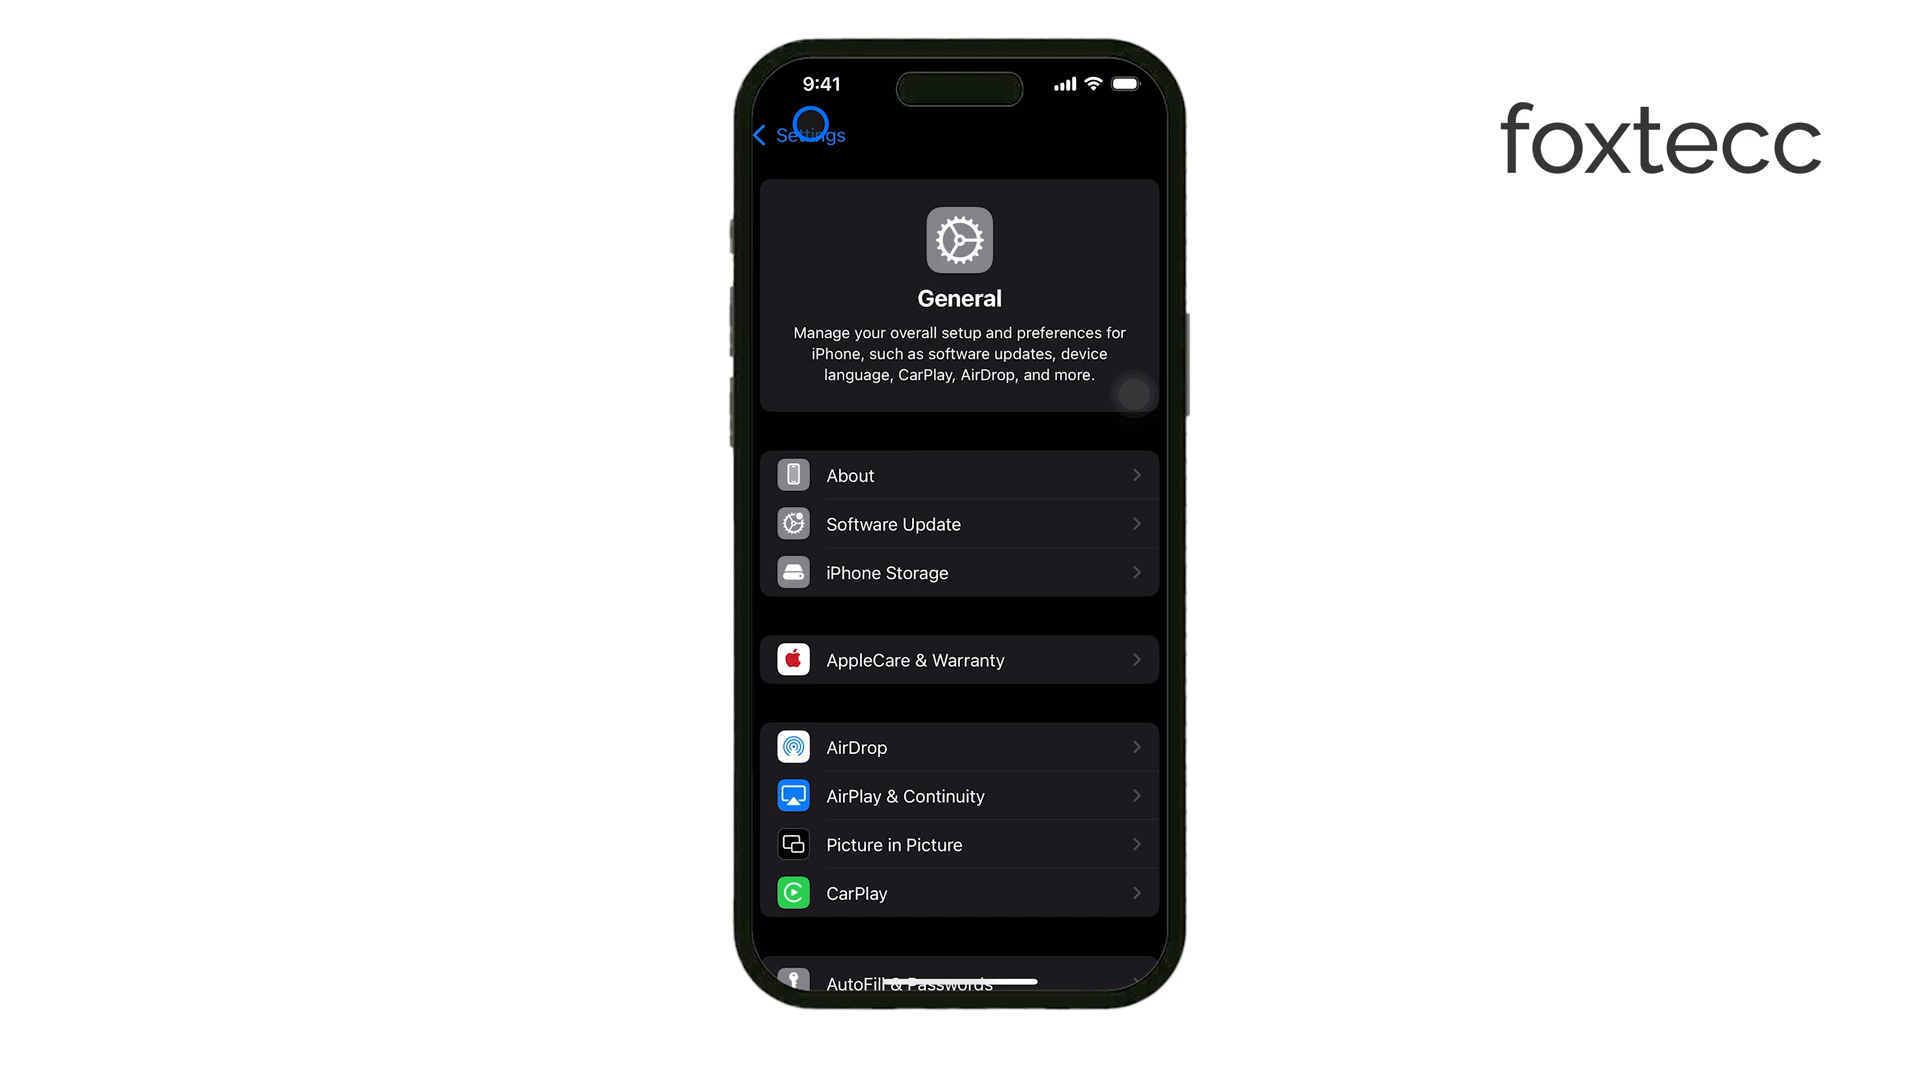 9:41
foxtecc
Settings
General
Manage your overall setup and preferences for
iPhone, such as software updates, device
language, CarPlay, AirDrop, and more.
About
Software Update
iPhone Storage
AppleCare & Warranty
AirDrop
AirPlay & Continuity
Picture in Picture
CarPlay
AutoFill & Passwords